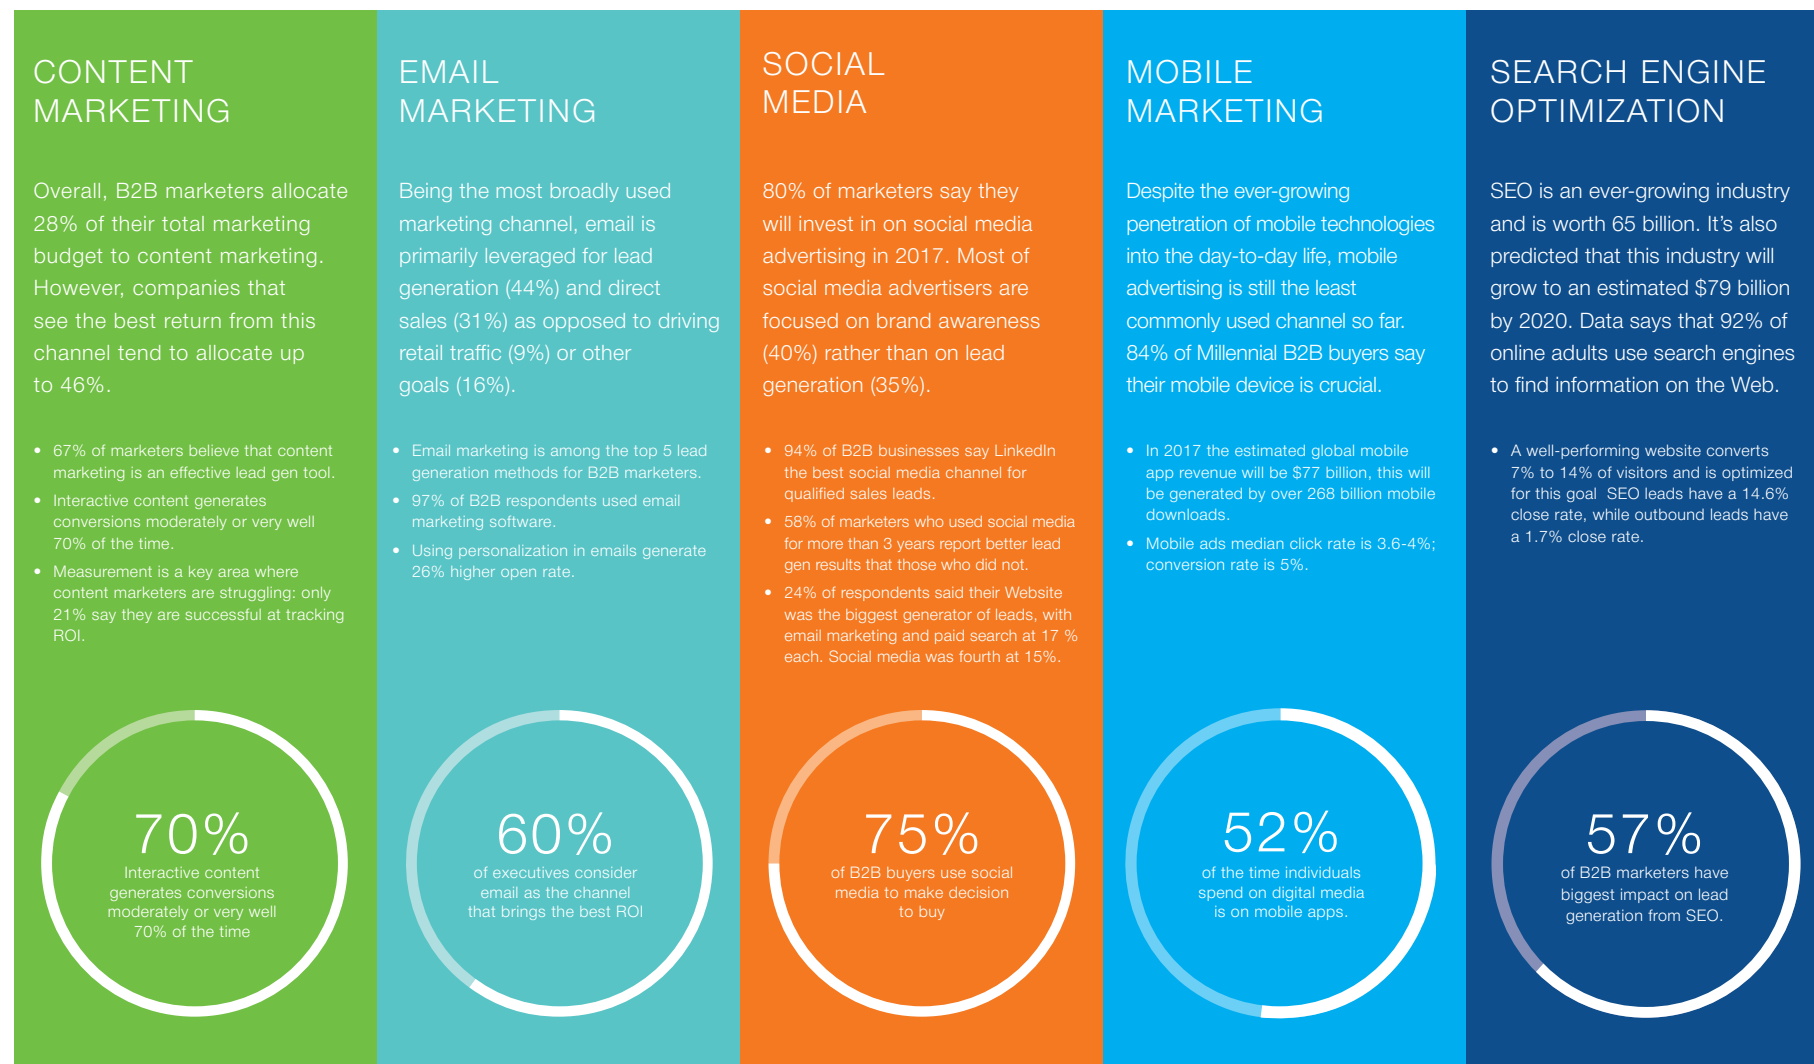 CONTENT
MARKETING
Overall, B2B marketers allocate
28% of their total marketing
budget to content marketing.
However, companies that
see the best return from this
channel tend to allocate up
to 46%.
• 67% of marketers believe that content
marketing is an effective lead gen tool.
• Interactive content generates
conversions moderately or very well
70% of the time.
• Measurement is a key area where
content marketers are struggling: only
21% say they are successful at tracking
ROI.
70%
Interactive content
generates conversions
moderately or very well
70% of the time
EMAIL
MARKETING
Being the most broadly used
marketing channel, email is
primarily leveraged for lead
generation (44%) and direct
sales (31%) as opposed to driving
retail traffic (9%) or other
goals (16%).
• Email marketing is among the top 5 lead
generation methods for B2B marketers.
• 97% of B2B respondents used email
marketing software.
• Using personalization in emails generate
26% higher open rate.
60%
of executives consider
email as the channel
that brings the best ROI
SOCIAL
MEDIA
80% of marketers say they
will invest in on social media
advertising in 2017. Most of
social media advertisers are
focused on brand awareness
(40%) rather than on lead
generation (35%).
• 94% of B2B businesses say LinkedIn
the best social media channel for
qualified sales leads.
• 58% of marketers who used social media
for more than 3 years report better lead
gen results that those who did not.
• 24% of respondents said their Website
was the biggest generator of leads, with
email marketing and paid search at 17 %
each. Social media was fourth at 15%.
75%
of B2B buyers use social
media to make decision
to buy
MOBILE
MARKETING
Despite the ever-growing
penetration of mobile technologies
into the day-to-day life, mobile
advertising is still the least
commonly used channel so far.
84% of Millennial B2B buyers say
their mobile device is crucial.
• In 2017 the estimated global mobile
app revenue will be $77 billion, this will
be generated by over 268 billion mobile
downloads.
• Mobile ads median click rate is 3.6-4%;
conversion rate is 5%.
52%
of the time individuals
spend on digital media
is on mobile apps.
SEARCH ENGINE
OPTIMIZATION
SEO is an ever-growing industry
and is worth 65 billion. It’s also
predicted that this industry will
grow to an estimated $79 billion
by 2020. Data says that 92% of
online adults use search engines
to find information on the Web.
• A well-performing website converts
7% to 14% of visitors and is optimized
for this goal  SEO leads have a 14.6%
close rate, while outbound leads have
a 1.7% close rate.
57%
of B2B marketers have
biggest impact on lead
generation from SEO.